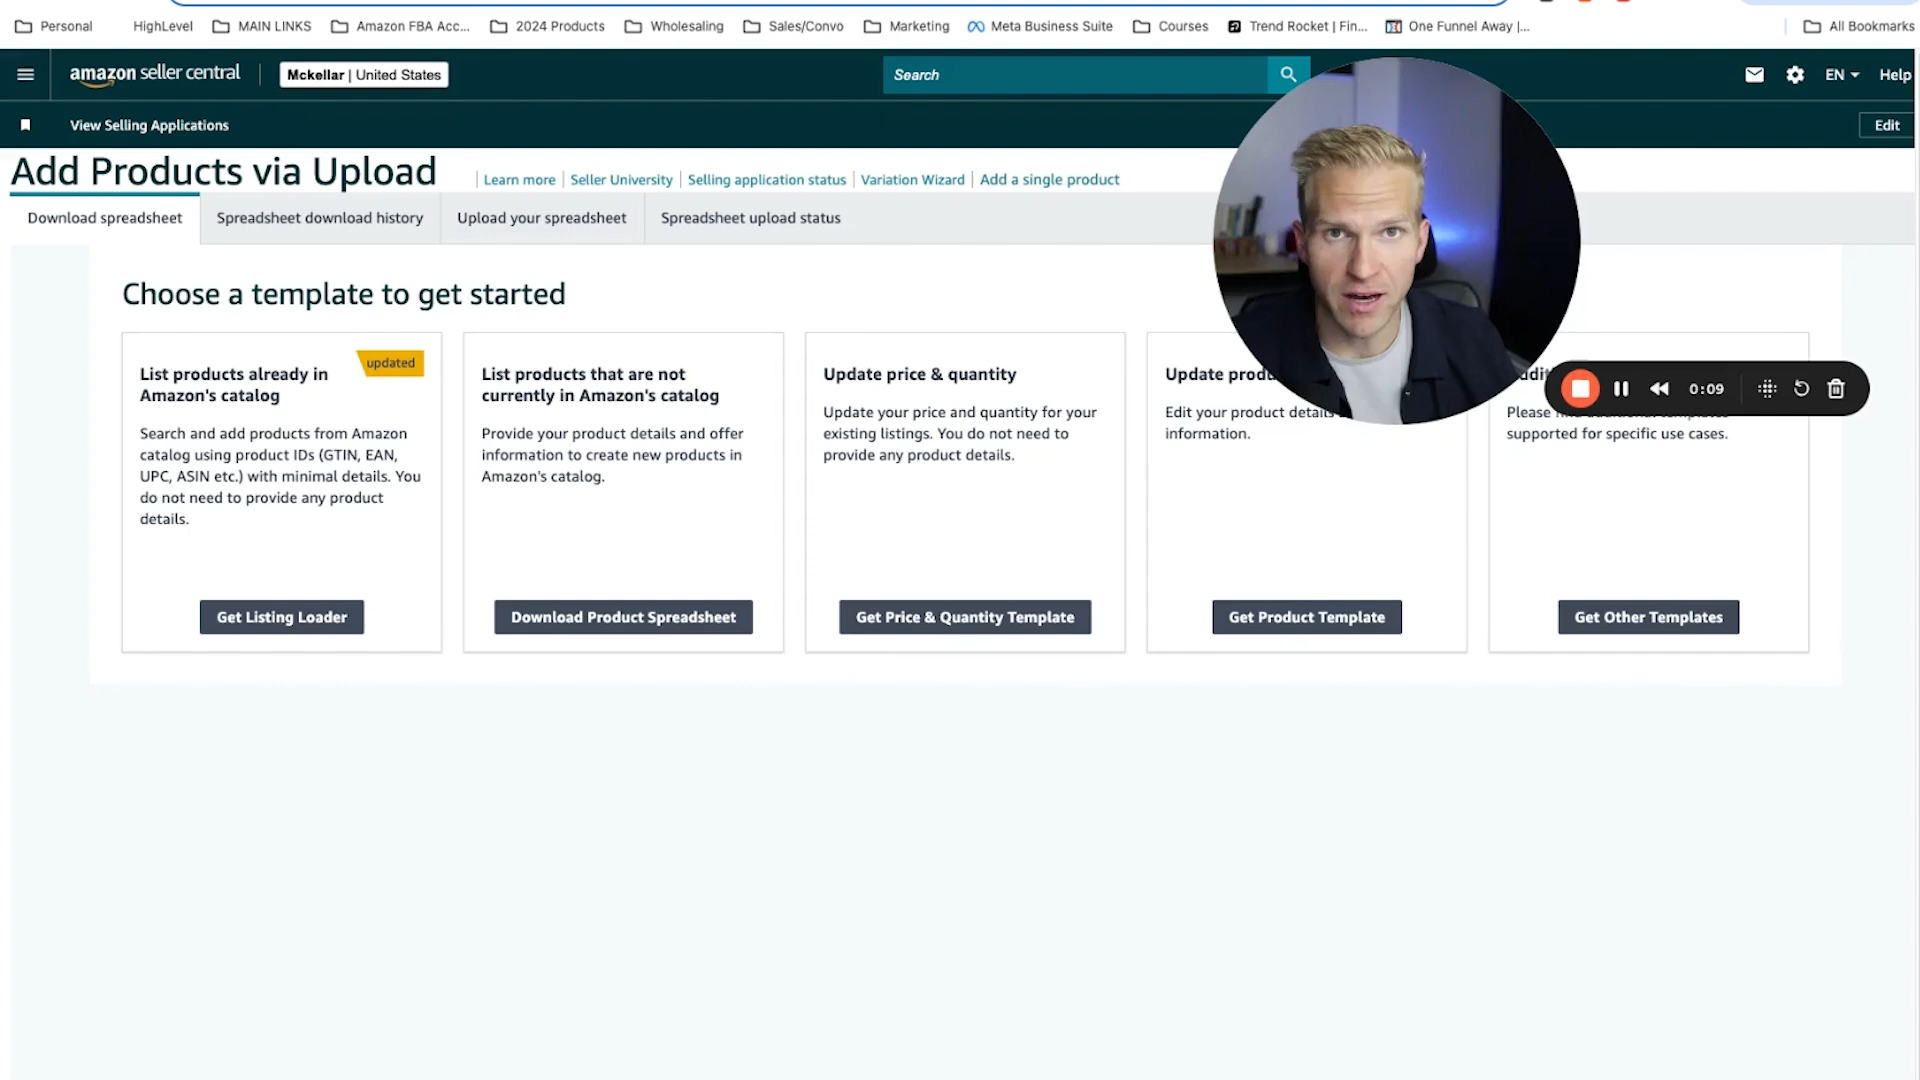 Personal
HighLevel
MAIN LINKS
Amazon FBA Acc...
2024 Products
Wholesaling
Sales/Convo
Marketing
Meta Business Suite
Courses
Trend Rocket | Fin...
One Funnel Away |...
All Bookmarks
amazon seller central
Mckellar | United States
Search
EN
Help
View Selling Applications
Edit
Add Products via Upload
Learn more
Seller University
Selling application status
Variation Wizard
Add a single product
Download spreadsheet
Spreadsheet download history
Upload your spreadsheet
Spreadsheet upload status
Choose a template to get started
List products already in
Amazon's catalog
updated
Search and add products from Amazon
catalog using product IDs (GTIN, EAN,
UPC, ASIN etc.) with minimal details. You
do not need to provide any product
details.
Get Listing Loader
List products that are not
currently in Amazon's catalog
Provide your product details and offer
information to create new products in
Amazon's catalog.
Download Product Spreadsheet
Update price & quantity
Update your price and quantity for your
existing listings. You do not need to
provide any product details.
Get Price & Quantity Template
Update
Edit your product details
information.
Get Product Template
0:09
Please
supported for specific use cases.
Get Other Templates